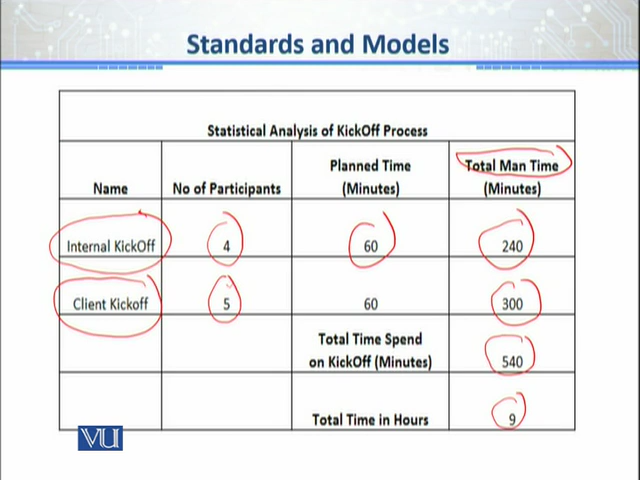 Standards and Models
Statistical Analysis of KickOff Process
Name
No of Participants
Planned Time
(Minutes)
Total Man Time
(Minutes)
Internal KickOff
4
60
240
Client Kickoff
5
60
300
Total Time Spend
on KickOff (Minutes)
540
Total Time in Hours
9
VU